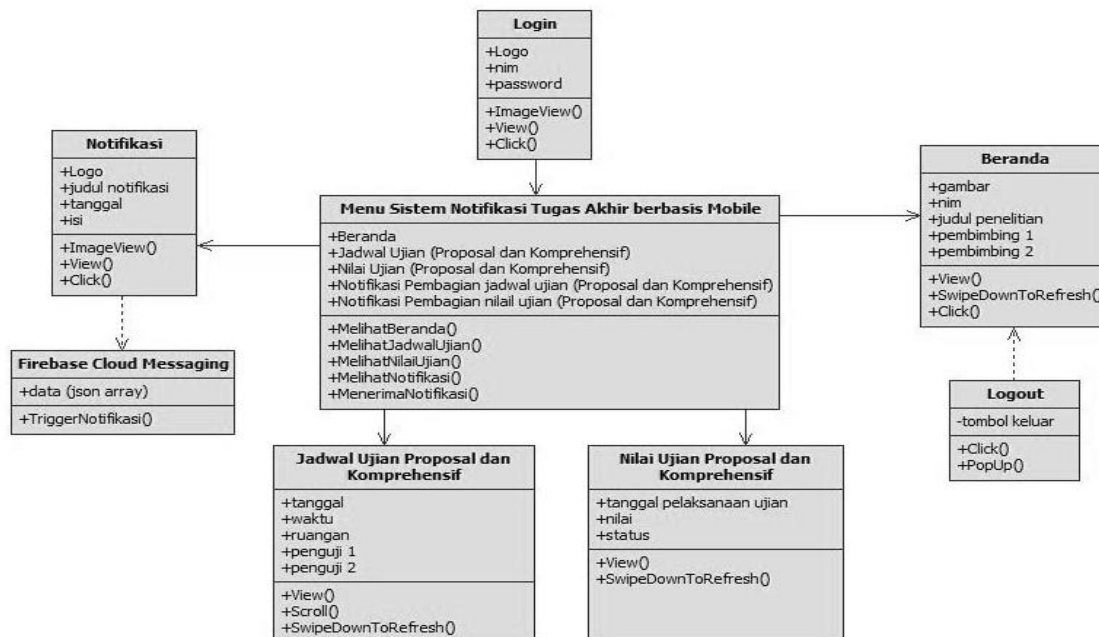 Login
+Logo
+nim
+password
+ImageView()
+View()
+Click()
Notifikasi
+Logo
+judul notifikasi
+tanggal
+isi
+ImageView()
+View()
+Click()
Menu Sistem Notifikasi Tugas Akhir berbasis Mobile
+Beranda
+Jadwal Ujian (Proposal dan Komprehensif)
+Nilai Ujian (Proposal dan Komprehensif)
+Notifikasi Pembagian jadwal ujian (Proposal dan Komprehensif)
+Notifikasi Pembagian nilail ujian (Proposal dan Komprehensif)
+MelihatBeranda()
+MelihatJadwalUjian()
+MelihatNilaiUjian()
+MelihatNotifikasi()
+MenerimaNotifikasi()
Beranda
+gambar
+nim
+judul penelitian
+pembimbing 1
+pembimbing 2
+View()
+SwipeDownToRefresh()
+Click()
Firebase Cloud Messaging
+data (json array)
+TriggerNotifikasi()
Logout
-tombol keluar
+Click()
+PopUp()
Jadwal Ujian Proposal dan
Komprehensif
+tanggal
+waktu
+ruangan
+penguji 1
+penguji 2
+View()
+Scroll()
+SwipeDownToRefresh()
Nilai Ujian Proposal dan
Komprehensif
+tanggal pelaksanaan ujian
+nilai
+status
+View()
+SwipeDownToRefresh()